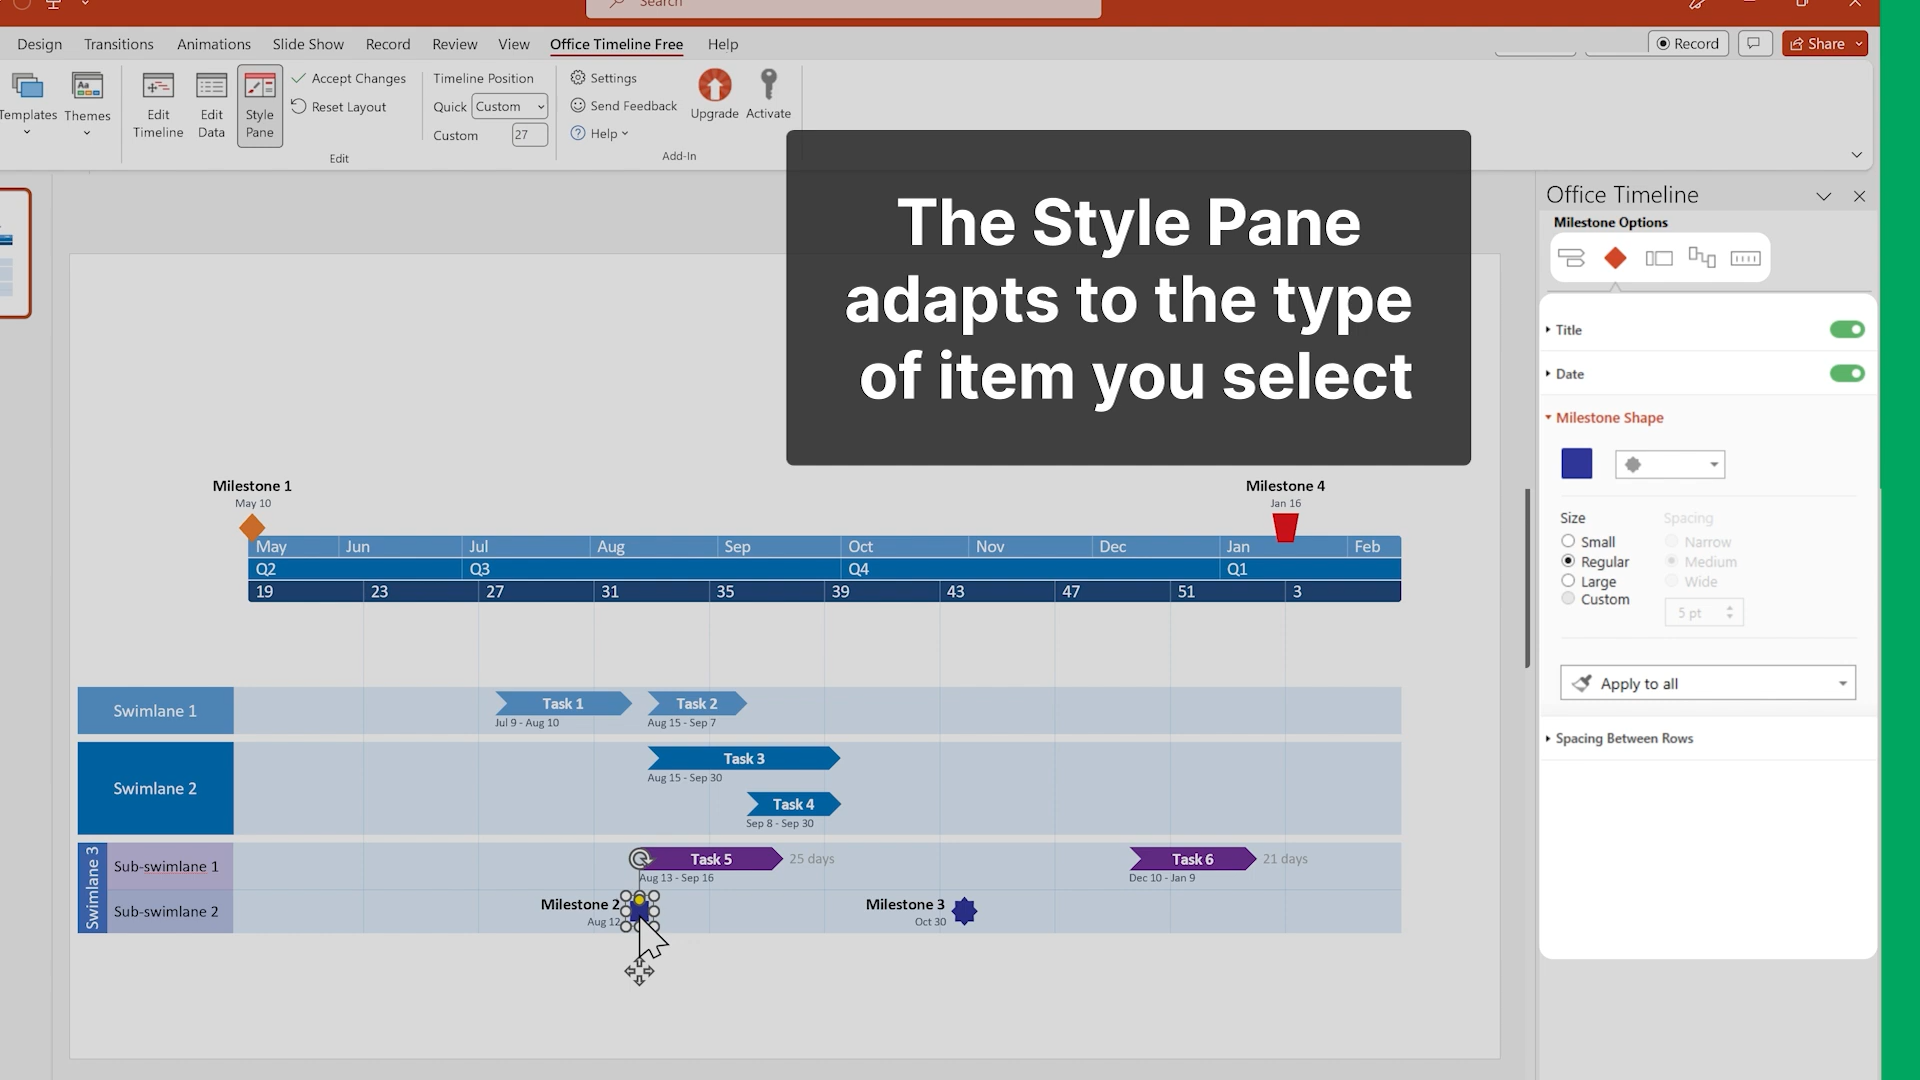 Search
Design Transitions Animations Slide Show Record Review View Office Timeline Free Help
Record
Share
Templates
Themes
Edit
Timeline
Edit
Data
Style
Pane
Accept Changes
Reset Layout
Edit
Timeline Position
Quick Custom
Custom 27
Settings
Send Feedback
Help
Upgrade
Activate
Add-In
The Style Pane
adapts to the type
of item you select
Office Timeline
Milestone Options
Title
Date
Milestone Shape
Size Spacing
Small Narrow
Regular Medium
Large Wide
Custom
5 pt
Apply to all
Spacing Between Rows
Milestone 1
May 10
Milestone 4
Jan 16
May Jun Jul Aug Sep Oct Nov Dec Jan Feb
Q2 Q3 Q4 Q1
19 23 27 31 35 39 43 47 51 3
Swimlane 1
Task 1
Jul 9 - Aug 10
Task 2
Aug 15 - Sep 7
Swimlane 2
Task 3
Aug 15 - Sep 30
Task 4
Sep 8 - Sep 30
Swimlane 3
Sub-swimlane 1
Task 5 25 days
Aug 13 - Sep 16
Task 6 21 days
Dec 10 - Jan 9
Sub-swimlane 2
Milestone 2
Aug 12
Milestone 3
Oct 30